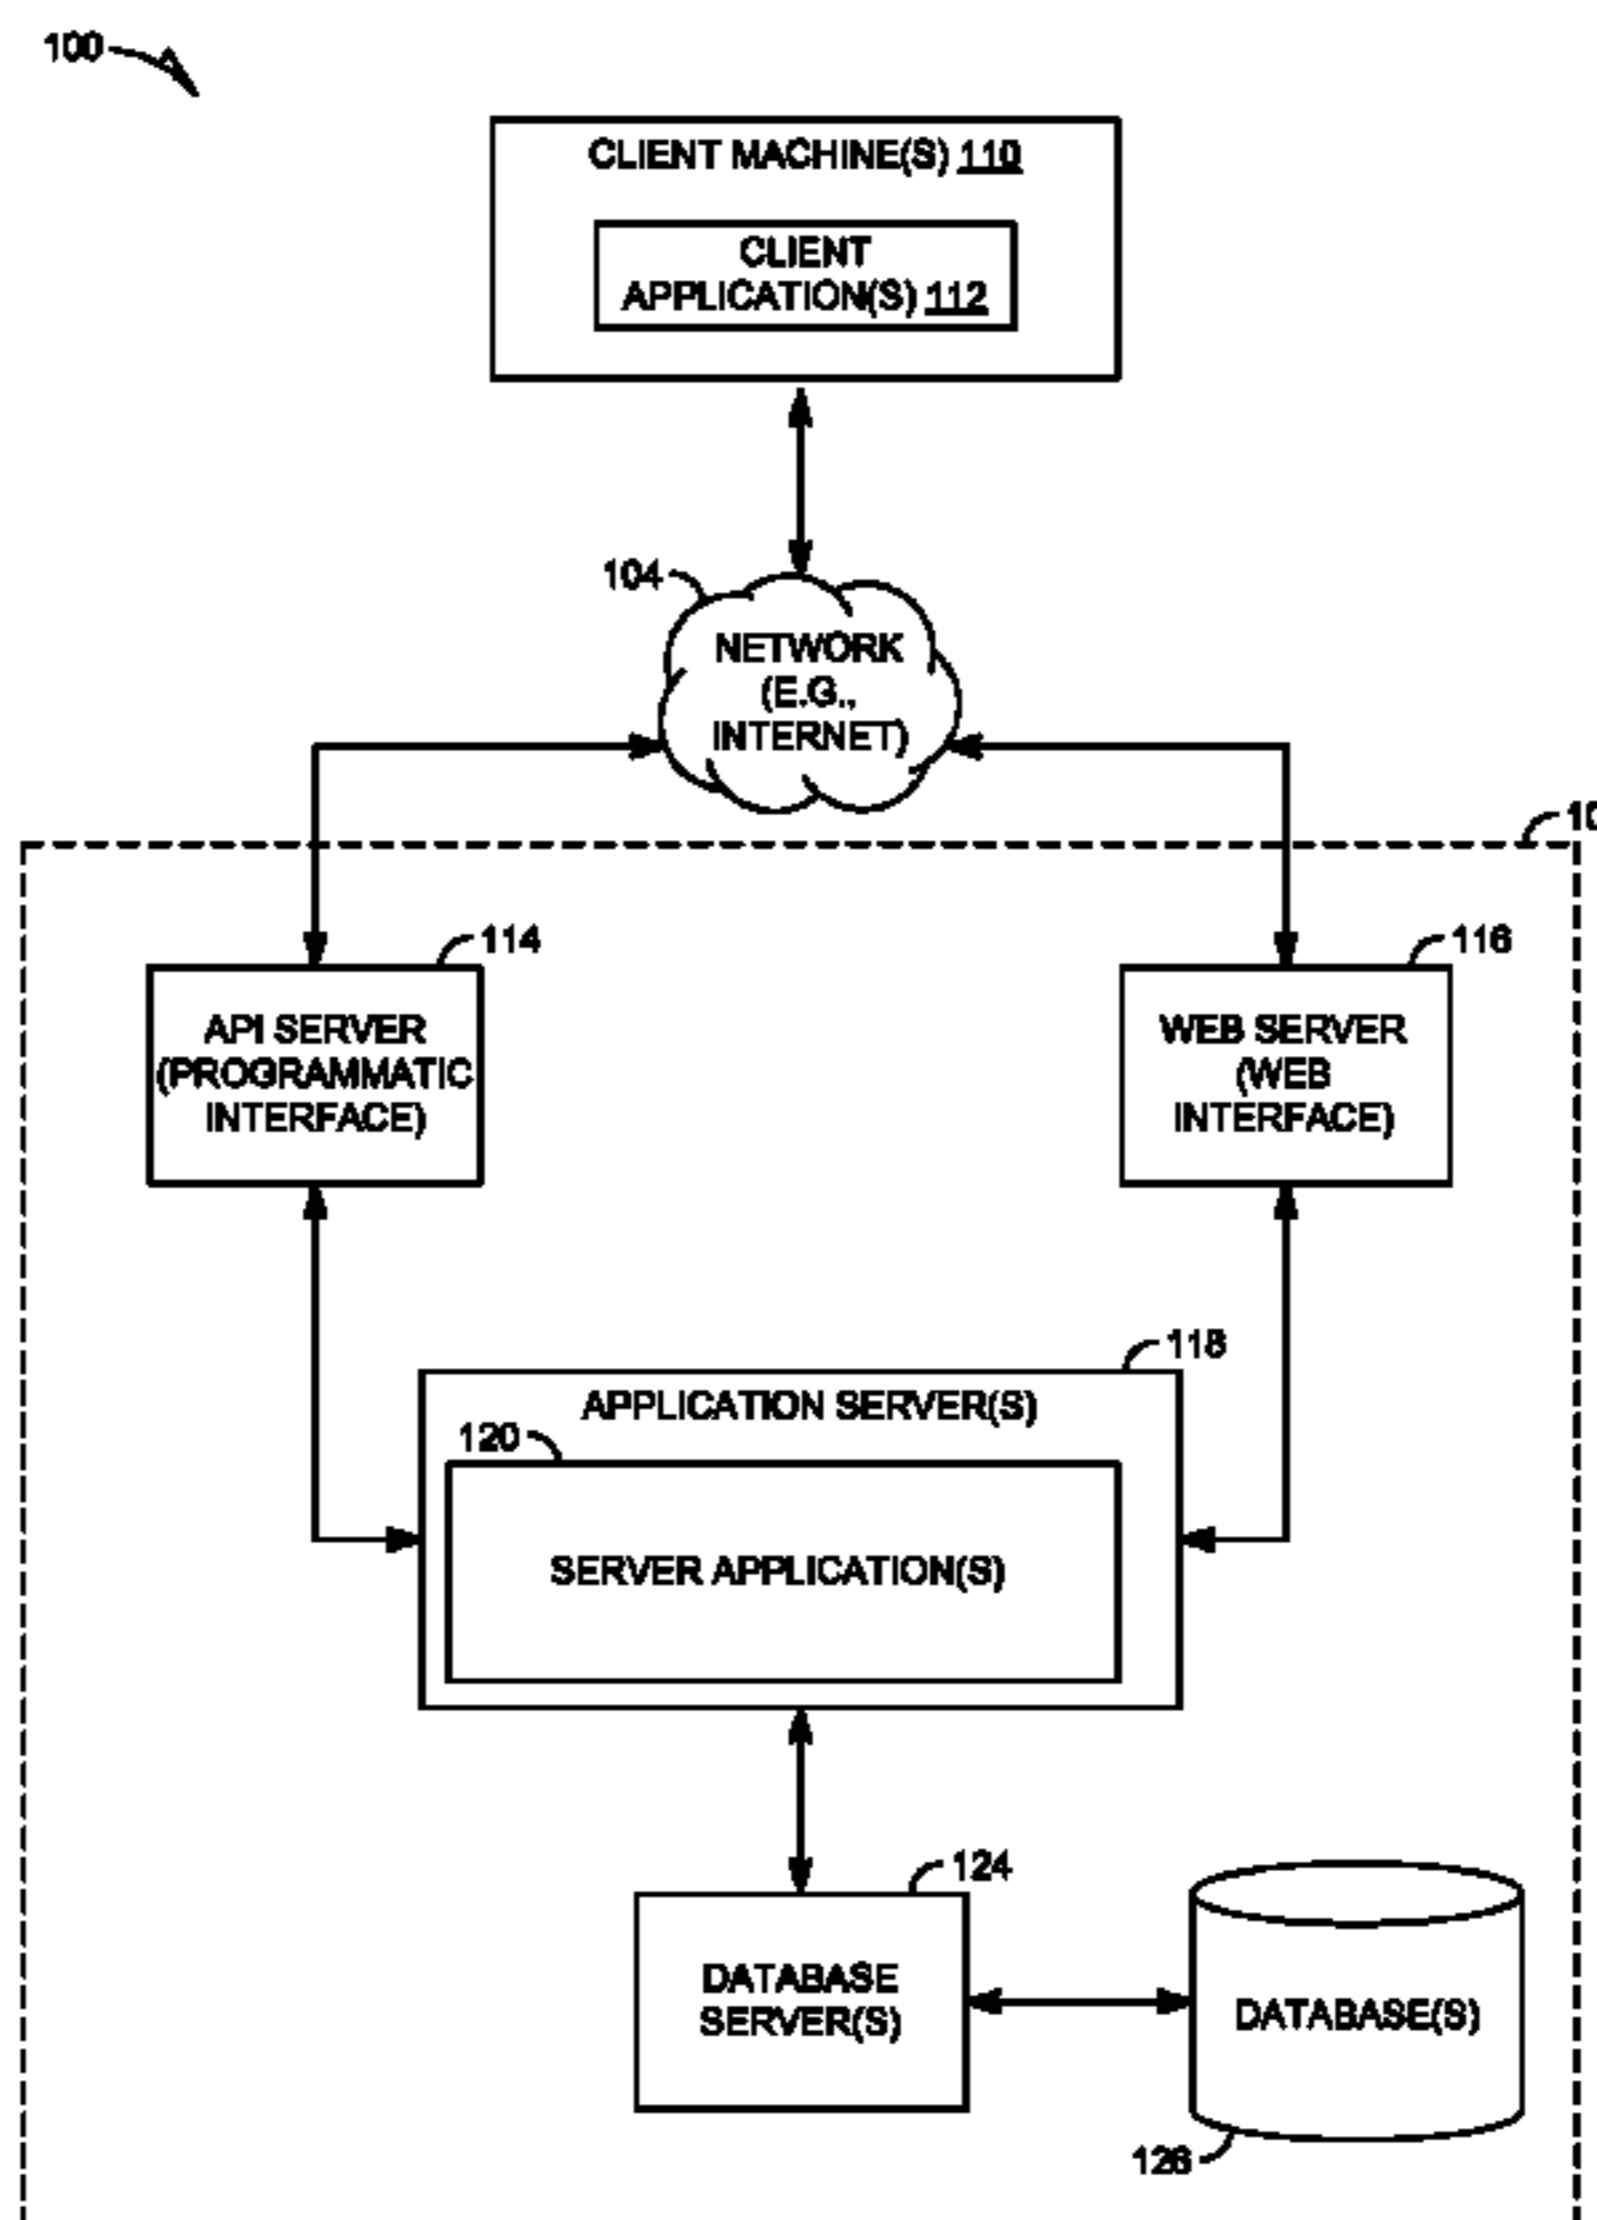 100
CLIENT MACHINE(S) 110
CLIENT
APPLICATION(S) 112
104
NETWORK
(E.G.,
INTERNET)
114
API SERVER
(PROGRAMMATIC
INTERFACE)
116
WEB SERVER
(WEB
INTERFACE)
118
APPLICATION SERVER(S)
120
SERVER APPLICATION(S)
124
DATABASE
SERVER(S)
DATABASE(S)
126